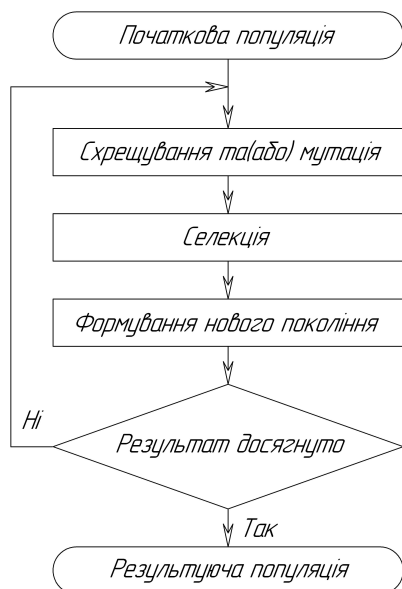 Початкова популяція
Схрещування та(або) мутація
Селекція
Формування нового покоління
Ні
Результат досягнуто
Так
Результуюча популяція